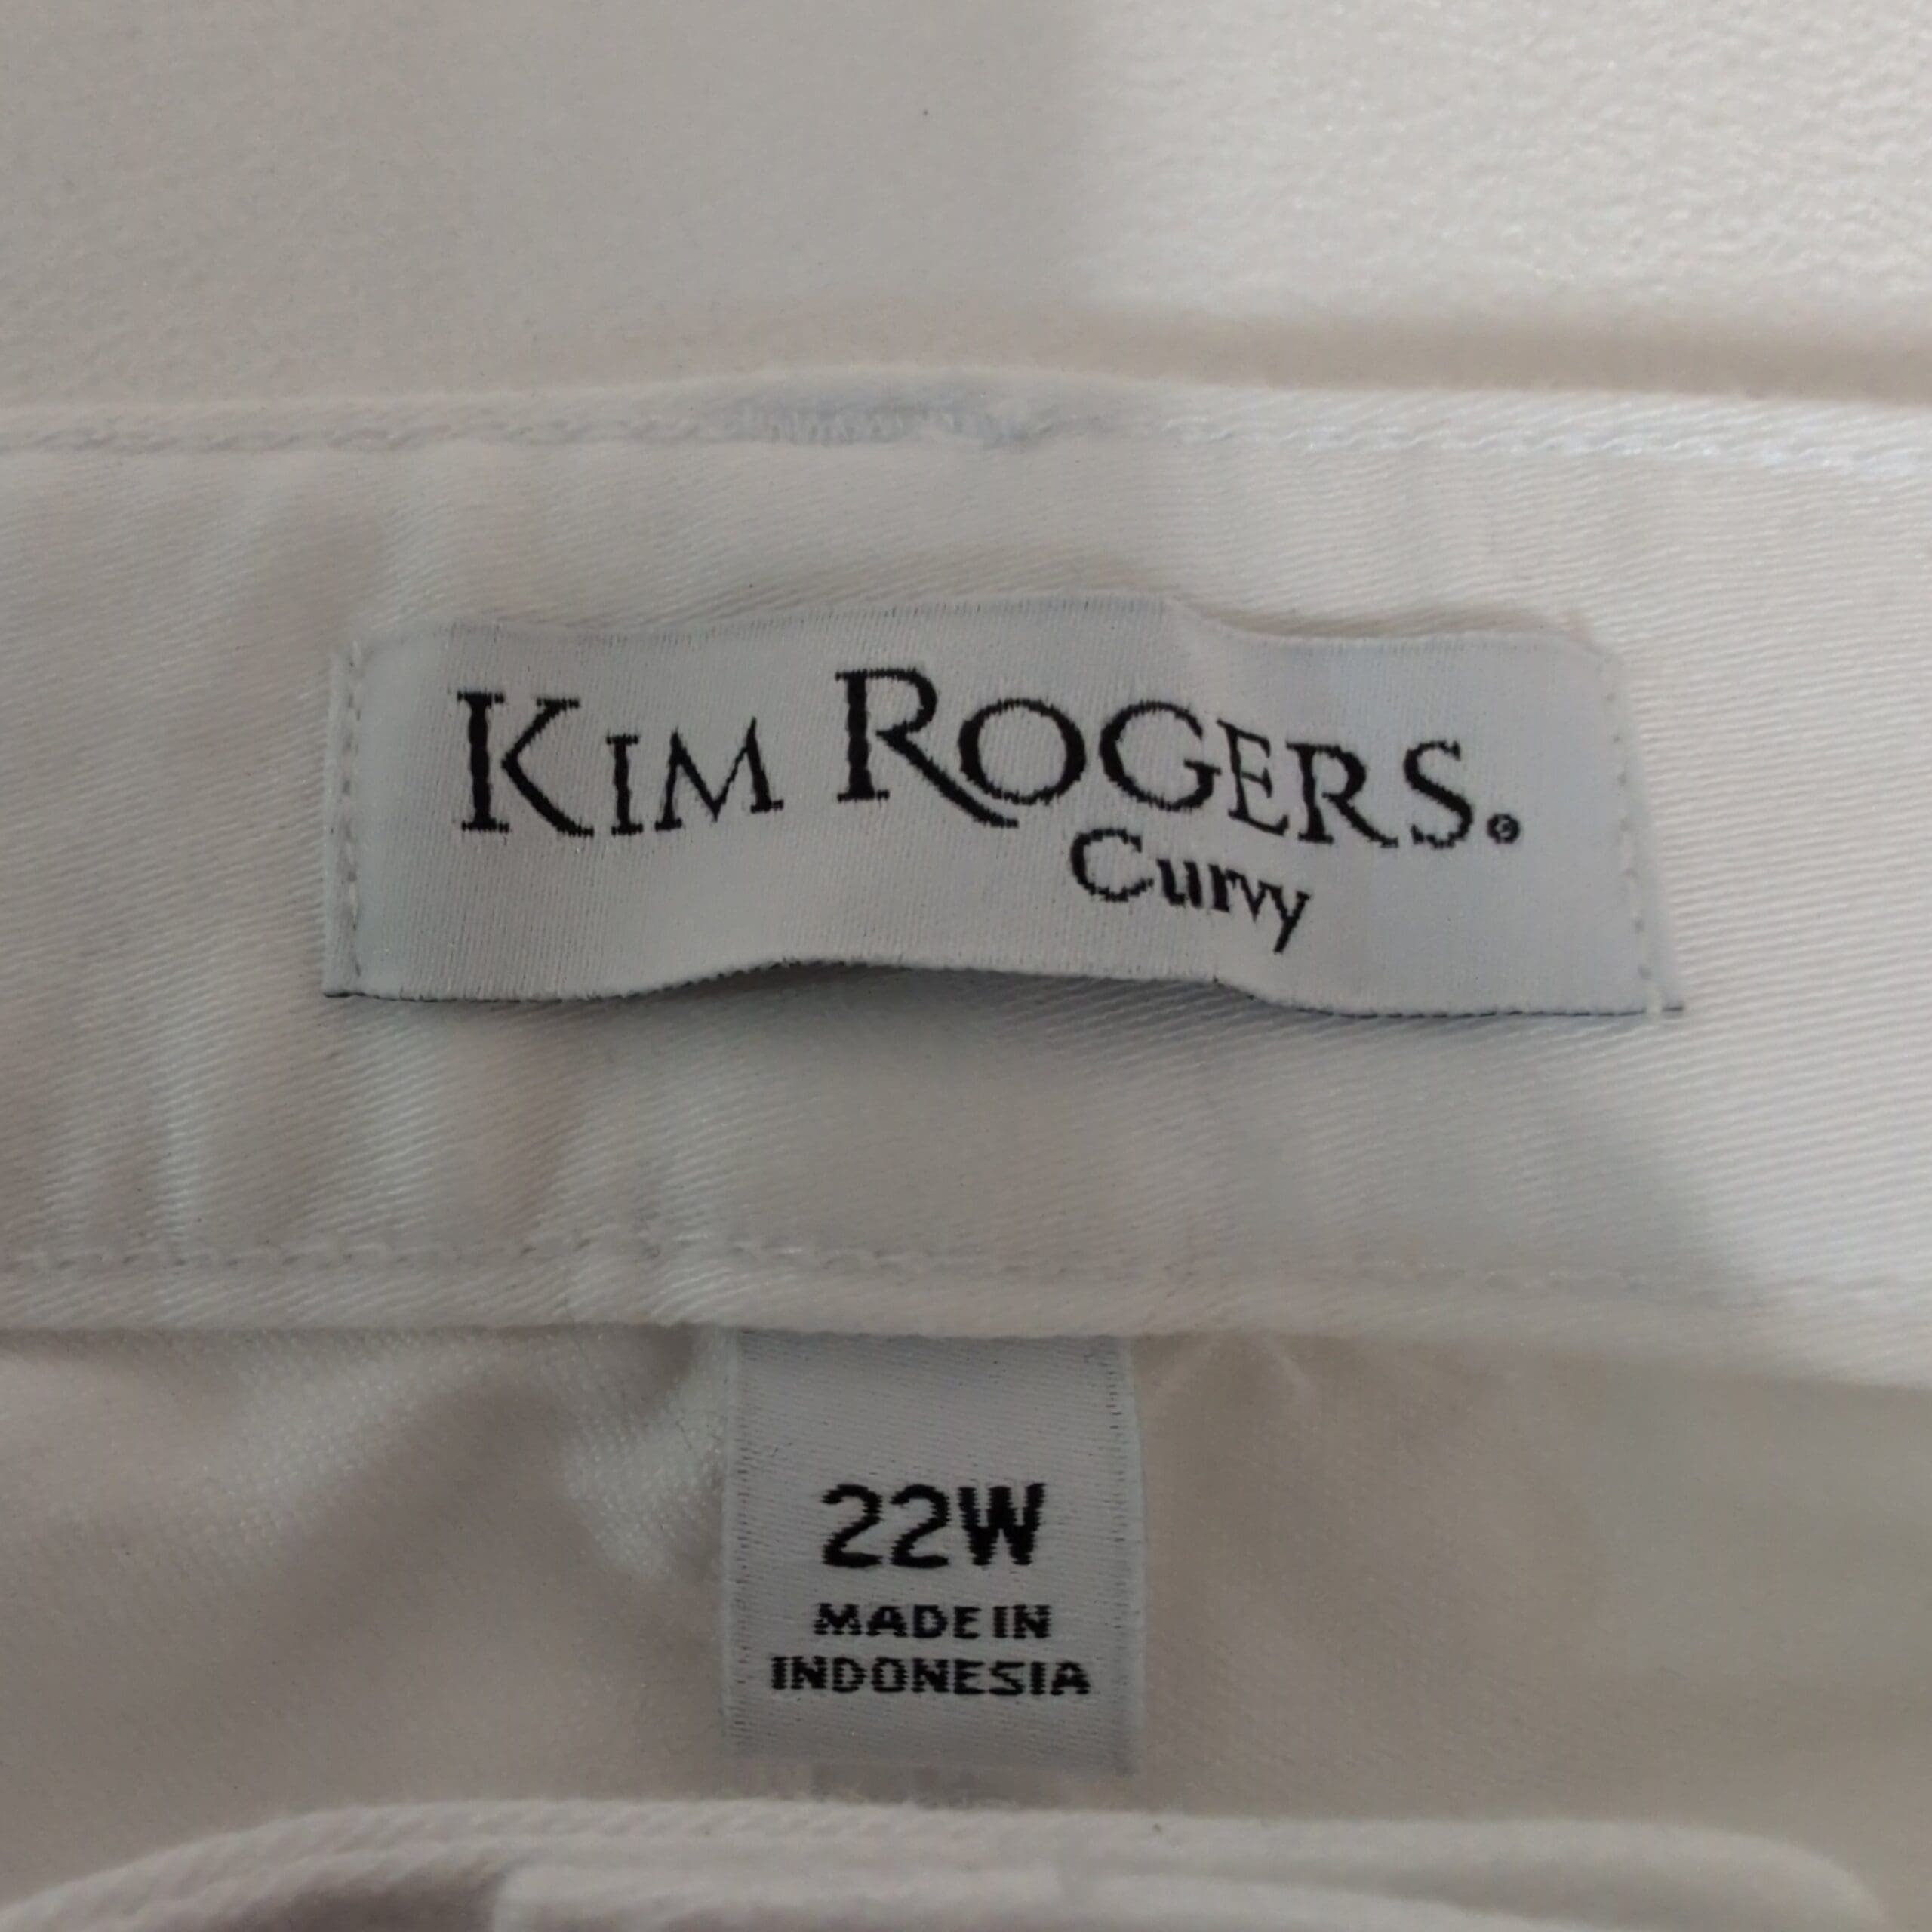 KIM ROGERS.®
Curvy
22W
MADE IN
INDONESIA